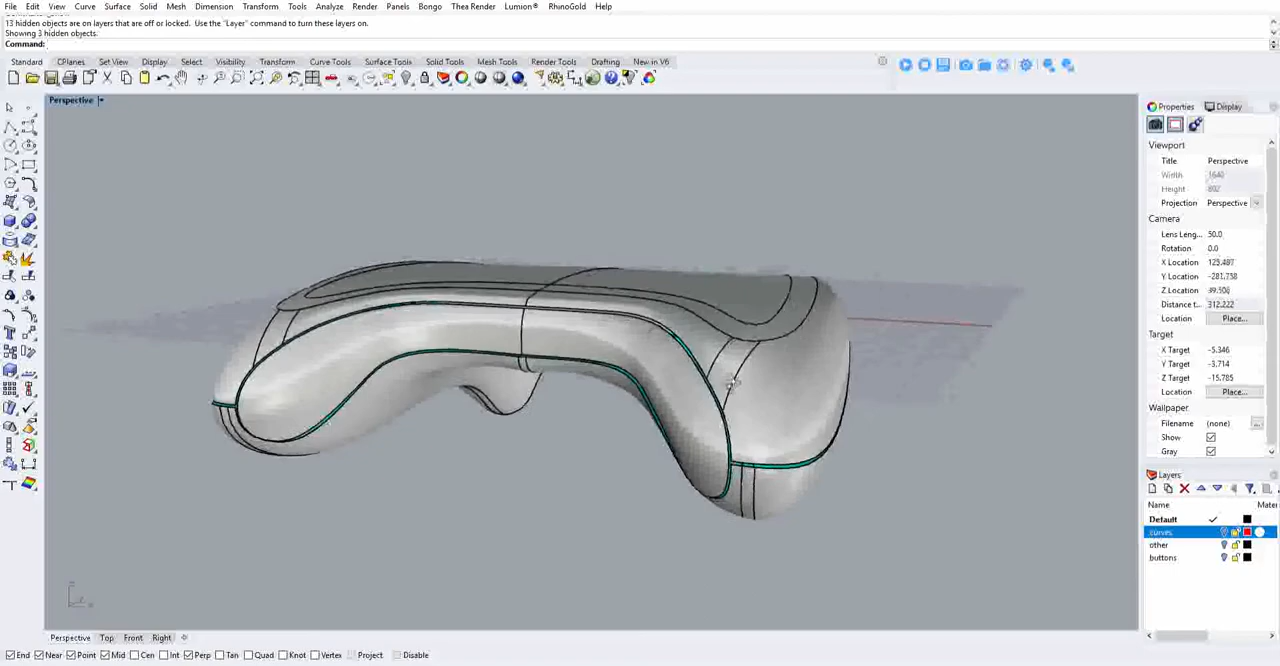 File Edit View Curve Surface Solid Mesh Dimension Transform Tools Analyze Render Panels Bongo Thea Render Lumion® RhinoGold Help
13 hidden objects are on layers that are off or locked. Use the "Layer" command to turn these layers on.
Showing 3 hidden objects.
Command:
Standard CPlanes Set View Display Select Visibility Transform Curve Tools Surface Tools Solid Tools Mesh Tools Render Tools Drafting New in V6
Perspective
Properties Display
Viewport
Title Perspective
Width 1640
Height 892
Projection Perspective
Camera
Lens Leng... 50.0
Rotation 0.0
X Location 123.487
Y Location -281.738
Z Location 39.500
Distance t... 312.222
Location Place...
Target
X Target -5.346
Y Target -3.714
Z Target -15.785
Location Place...
Wallpaper
Filename (none) ...
Show
Gray
Layers
Name Mater
Default
curves
other
buttons
Perspective Top Front Right
End Near Point Mid Cen Int Perp Tan Quad Knot Vertex Project Disable